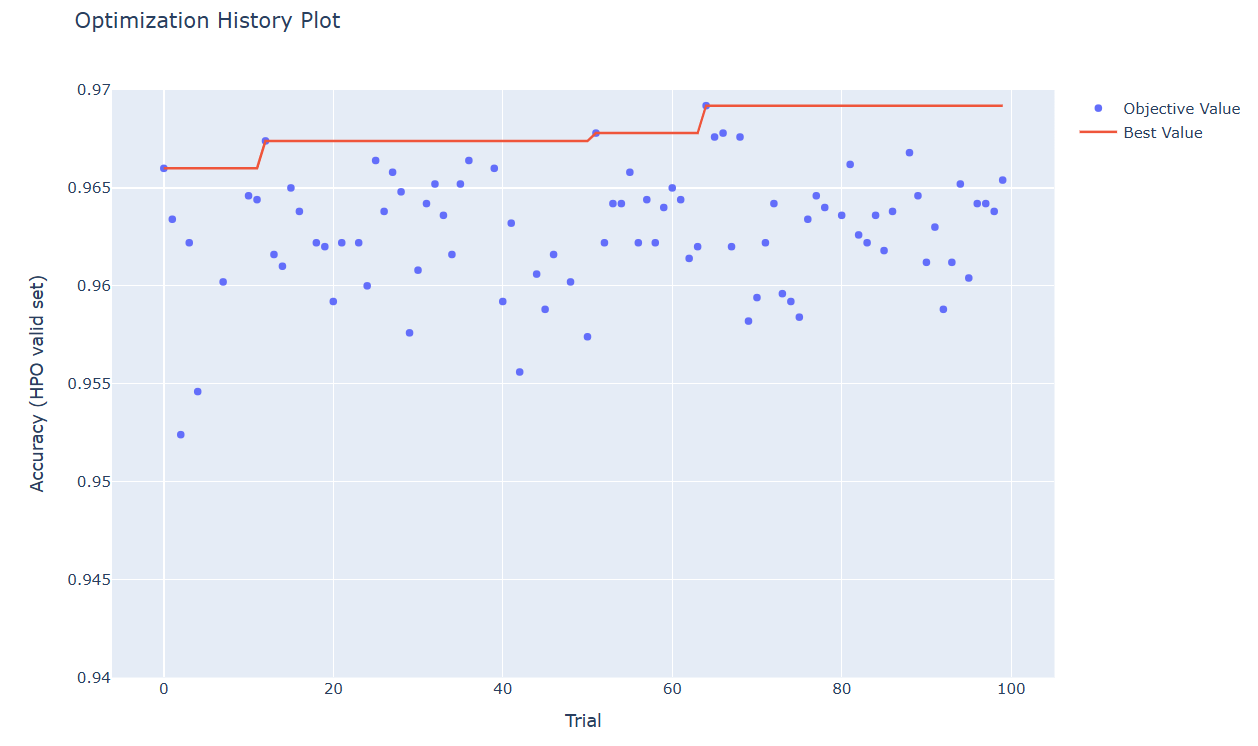 Optimization History Plot
0.97
0.965
0.96
0.955
0.95
0.945
0.94
Accuracy (HPO valid set)
0
20
40
60
80
100
Trial
Objective Value
Best Value